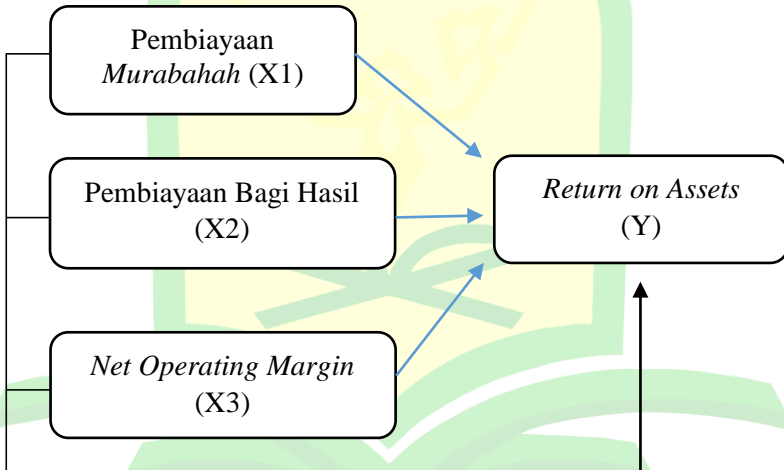 Pembiayaan
Murabahah (X1)
Pembiayaan Bagi Hasil
(X2)
Return on Assets
(Y)
Net Operating Margin
(X3)